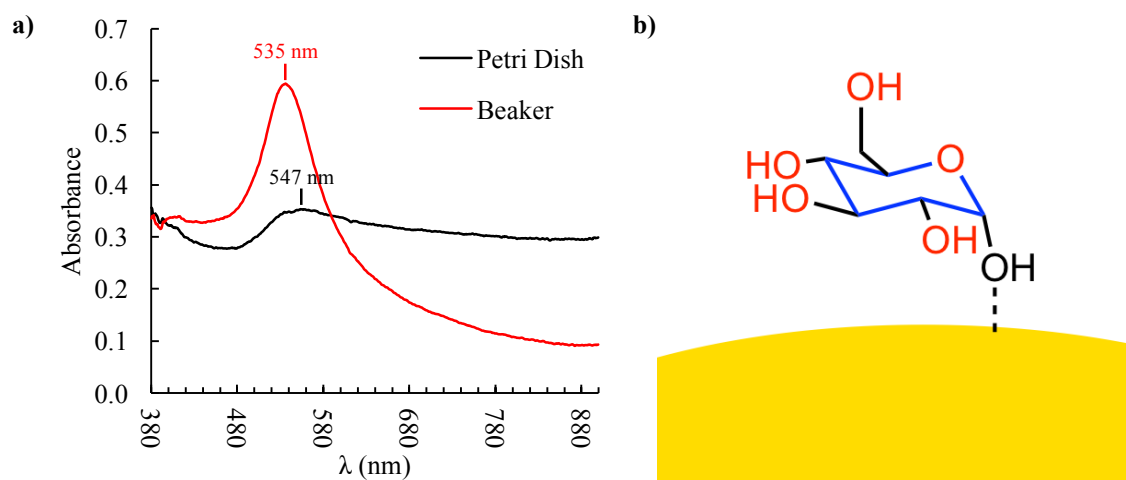 a)
0.7
0.6
0.5
0.4
0.3
0.2
0.1
0.0
Absorbance
535 nm
547 nm
Petri Dish
Beaker
380
480
580
680
780
880
λ (nm)
b)
OH
HO
O
HO
OH
OH